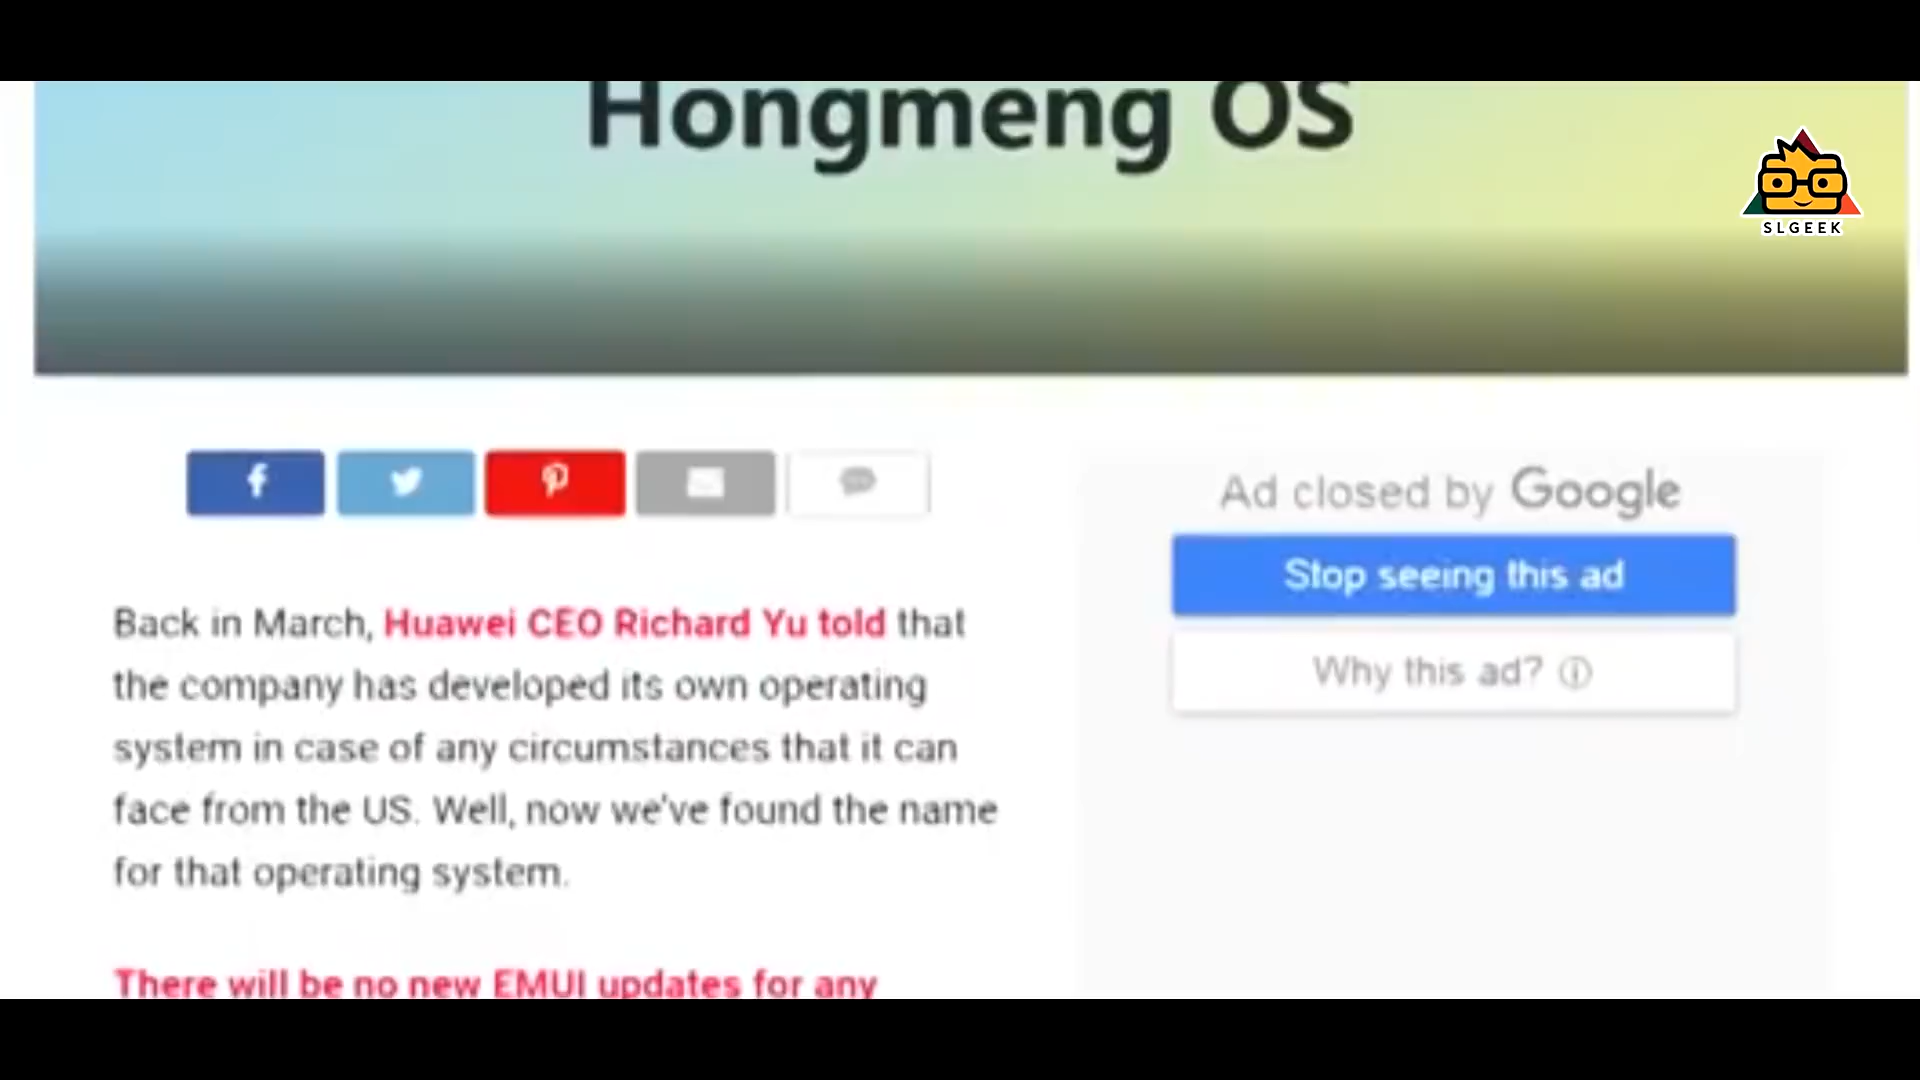 Hongmeng OS
SLGEEK
Ad closed by Google
Stop seeing this ad
Why this ad?
Back in March, Huawei CEO Richard Yu told that
the company has developed its own operating
system in case of any circumstances that it can
face from the US. Well, now we've found the name
for that operating system.
There will be no new EMUI updates for any